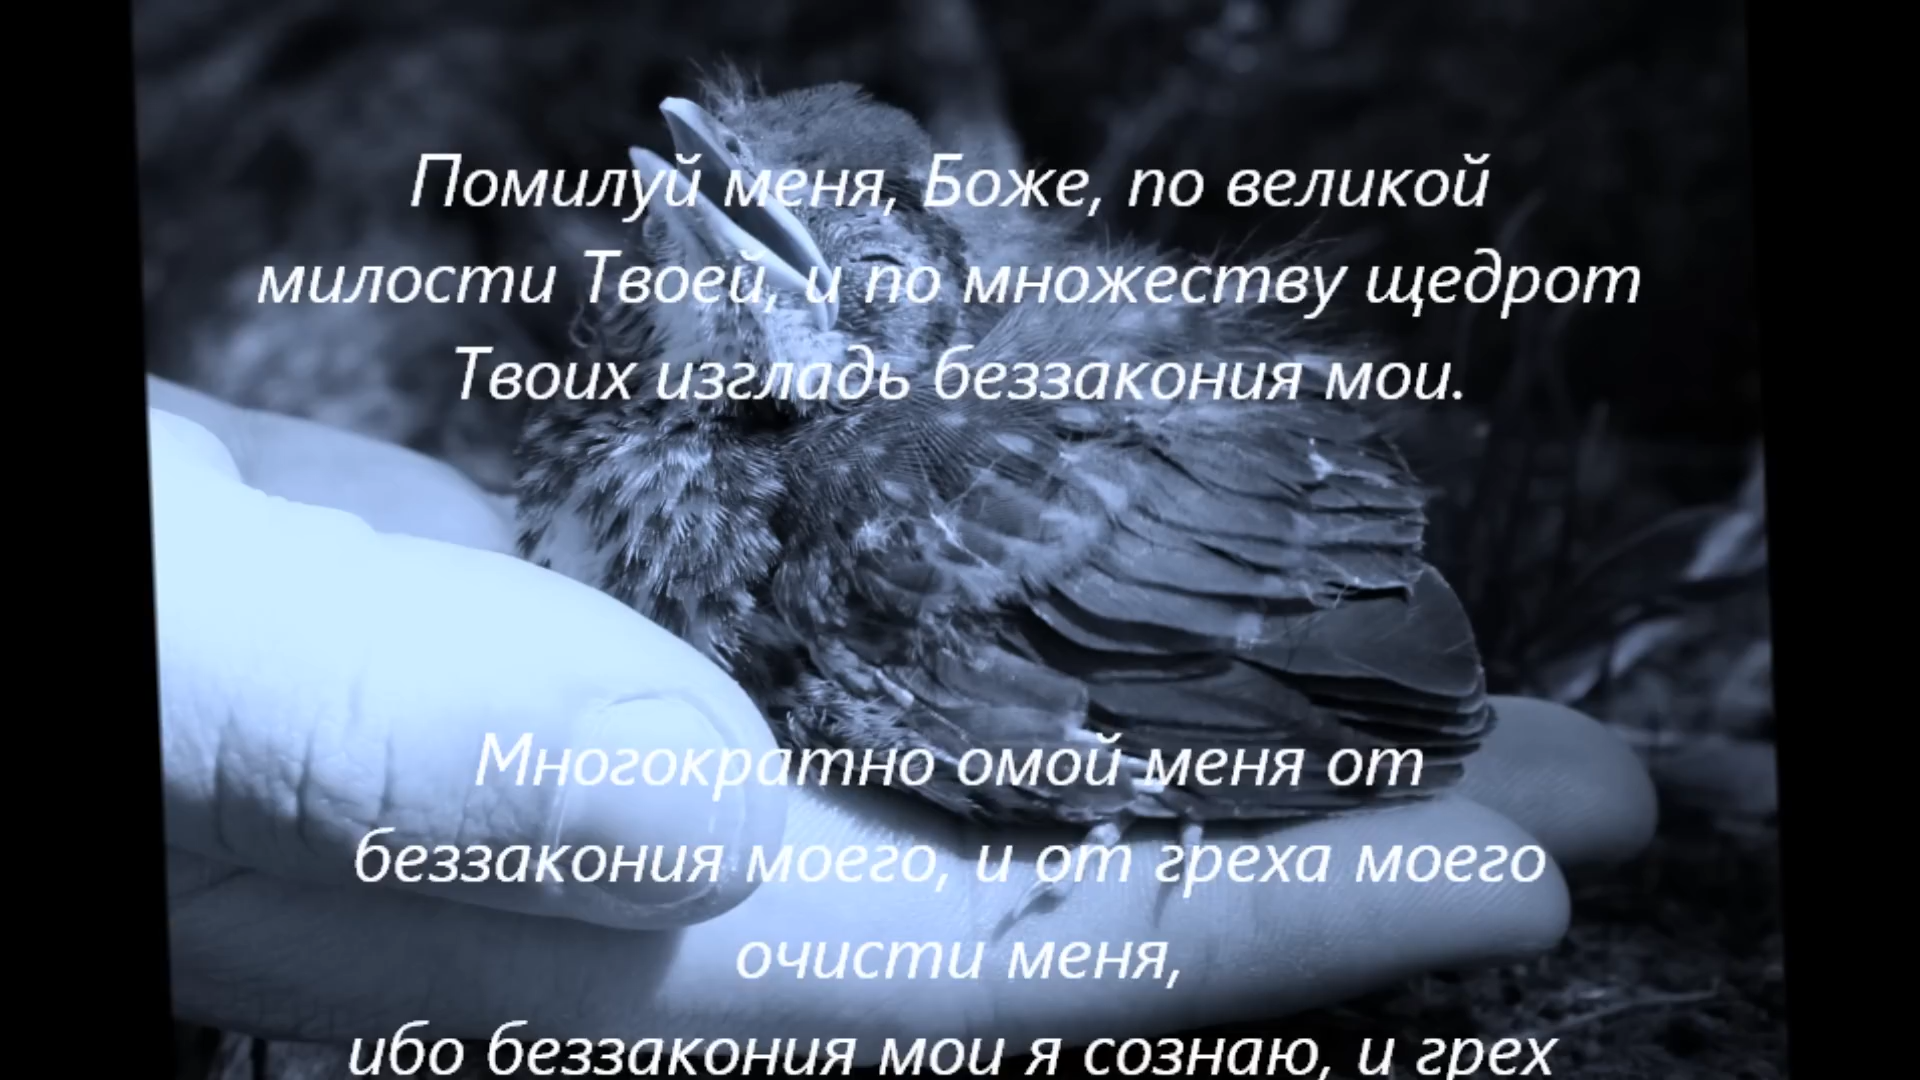 Помилуй меня, Боже, по великой
милости Твоей, и по множеству щедрот
Твоих изгладь беззакония мои.
Многократно омой меня от
беззакония моего, и от греха моего
очисти меня,
ибо беззакония мои я сознаю, и грех